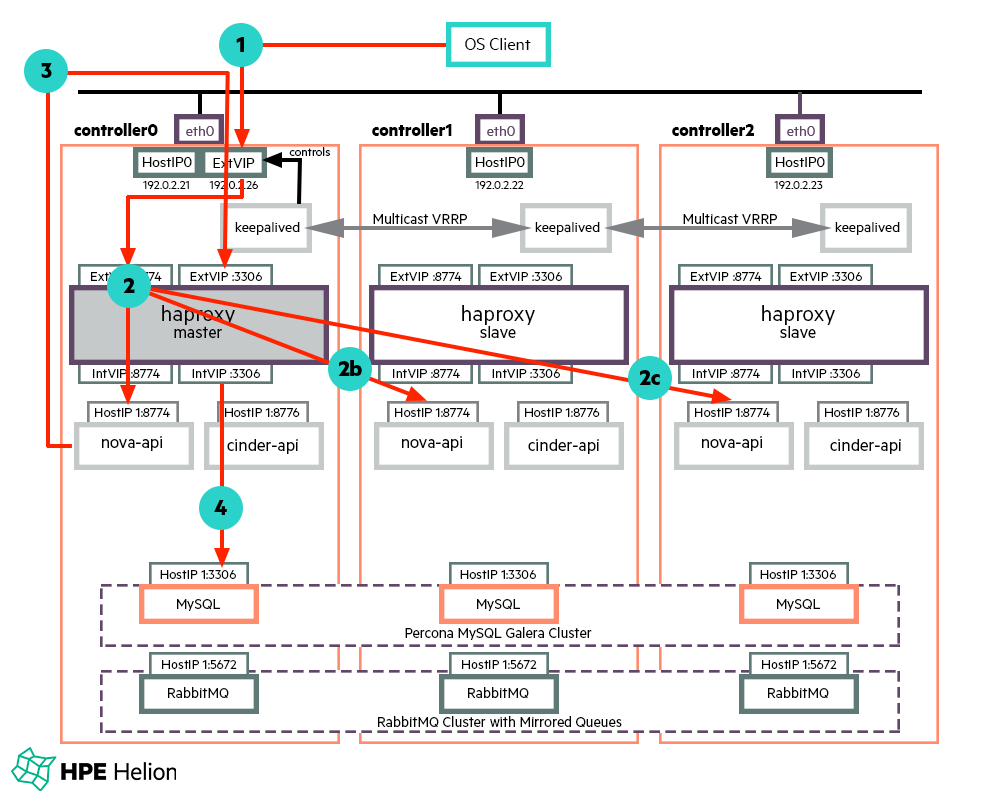 1
OS Client
3
controller0
eth0
controller1
eth0
controller2
eth0
HostIP0
ExtVIP
controls
HostIP0
HostIP0
192.0.2.21
192.0.2.26
192.0.2.22
192.0.2.23
keepalived
Multicast VRRP
keepalived
Multicast VRRP
keepalived
ExtVIP :8774
ExtVIP :3306
ExtVIP :8774
ExtVIP :3306
ExtVIP :8774
ExtVIP :3306
2
haproxy
master
haproxy
slave
haproxy
slave
IntVIP :8774
IntVIP :3306
2b
IntVIP :8774
IntVIP :3306
2c
IntVIP :8774
IntVIP :3306
HostIP 1:8774
HostIP 1:8776
HostIP 1:8774
HostIP 1:8776
HostIP 1:8774
HostIP 1:8776
nova-api
cinder-api
nova-api
cinder-api
nova-api
cinder-api
4
HostIP 1:3306
HostIP 1:3306
HostIP 1:3306
MySQL
MySQL
MySQL
Percona MySQL Galera Cluster
HostIP 1:5672
HostIP 1:5672
HostIP 1:5672
RabbitMQ
RabbitMQ
RabbitMQ
RabbitMQ Cluster with Mirrored Queues
HPE Helion